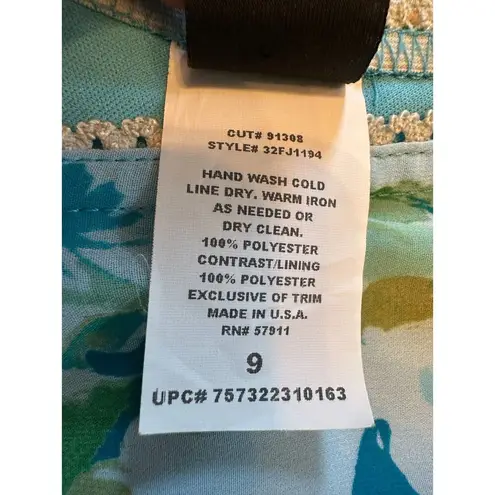 CUT# 91308
STYLE# 32FJ1194
HAND WASH COLD
LINE DRY. WARM IRON
AS NEEDED OR
DRY CLEAN.
100% POLYESTER
CONTRAST/LINING
100% POLYESTER
EXCLUSIVE OF TRIM
MADE IN U.S.A.
RN# 57911
9
UPC# 757322310163